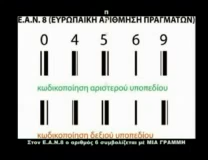 Π
Ε.Α.Ν. 8 (ΕΥΡΩΠΑΪΚΗ ΑΡΙΘΜΗΣΗ ΠΡΑΓΜΑΤΩΝ)
0 4 5 6 9
κωδικοποίηση αριστερού υποπεδίου
κωδικοποίηση δεξιού υποπεδίου
Στον Ε.Α.Ν.8 ο αριθμός 6 συμβολίζεται με ΜΙΑ ΓΡΑΜΜΗ